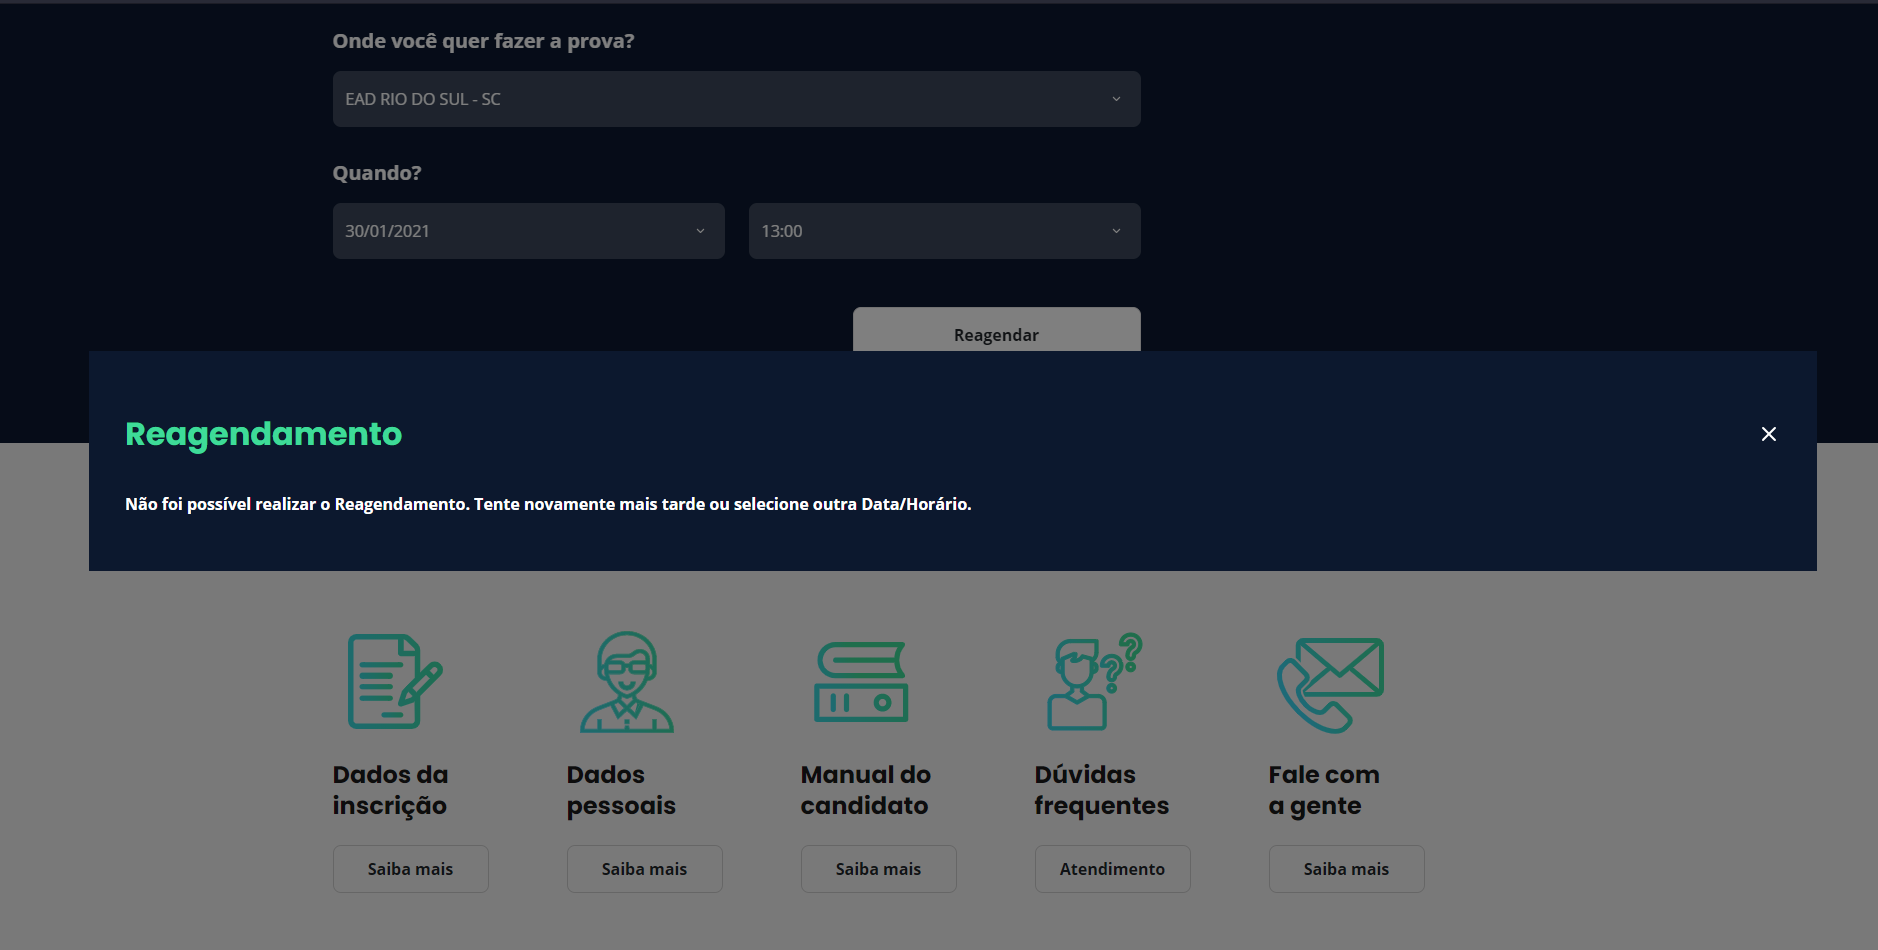 Onde você quer fazer a prova?
EAD RIO DO SUL - SC
Quando?
30/01/2021
13:00
Reagendar
Reagendamento
Não foi possível realizar o Reagendamento. Tente novamente mais tarde ou selecione outra Data/Horário.
Dados da
inscrição
Saiba mais
Dados
pessoais
Saiba mais
Manual do
candidato
Saiba mais
Dúvidas
frequentes
Atendimento
Fale com
a gente
Saiba mais